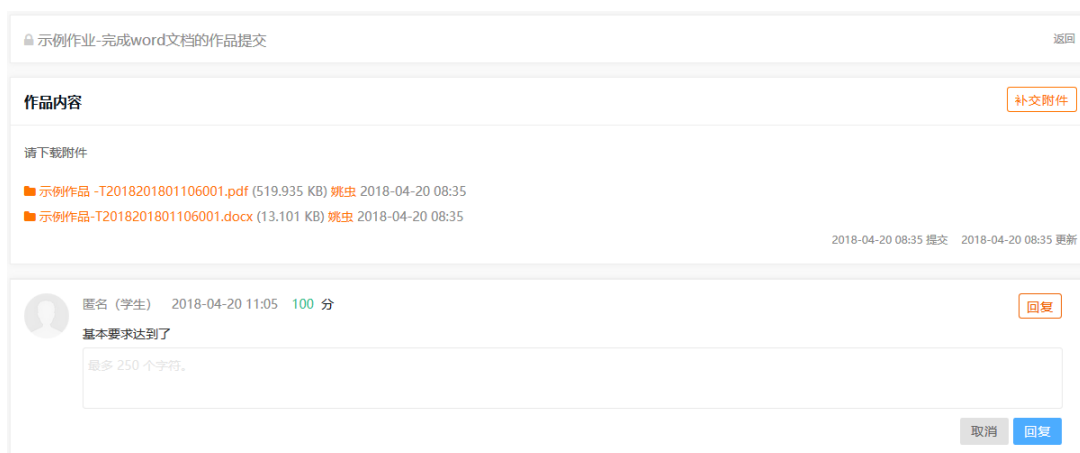 示例作业-完成word文档的作品提交 返回
作品内容 补交附件
请下载附件
示例作品 -T2018201801106001.pdf (519.935 KB) 姚虫 2018-04-20 08:35
示例作品-T2018201801106001.docx (13.101 KB) 姚虫 2018-04-20 08:35
2018-04-20 08:35 提交 2018-04-20 08:35 更新
匿名（学生） 2018-04-20 11:05 100 分 回复
基本要求达到了
最多 250 个字符。
取消 回复